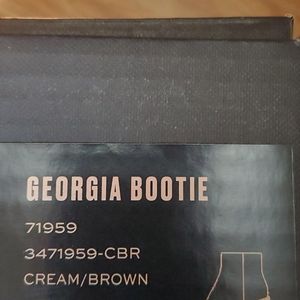 GEORGIA BOOTIE
71959
3471959-CBR
CREAM/BROWN